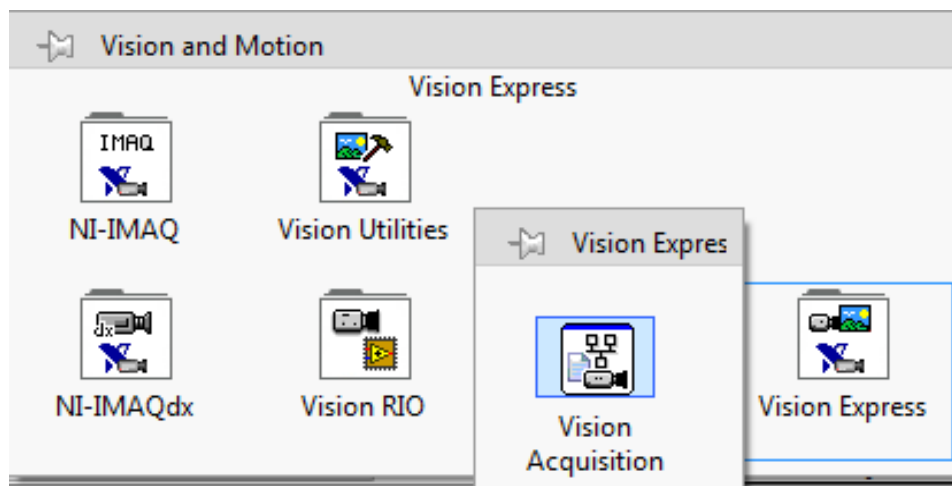 Vision and Motion
Vision Express
IMAQ
NI-IMAQ
Vision Utilities
Vision Expres
dx
NI-IMAQdx
Vision RIO
Vision
Acquisition
Vision Express